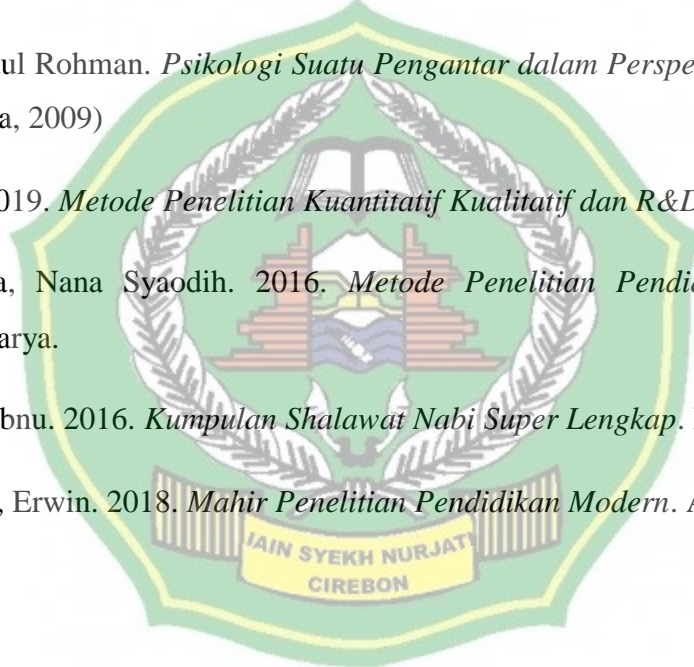 ul Rohman. Psikologi Suatu Pengantar dalam Perspe
a, 2009)
019. Metode Penelitian Kuantitatif Kualitatif dan R&D
a, Nana Syaodih. 2016. Metode Penelitian Pendid
arya.
bnu. 2016. Kumpulan Shalawat Nabi Super Lengkap.
, Erwin. 2018. Mahir Penelitian Pendidikan Modern. A
IAIN SYEKH NURJATI
CIREBON